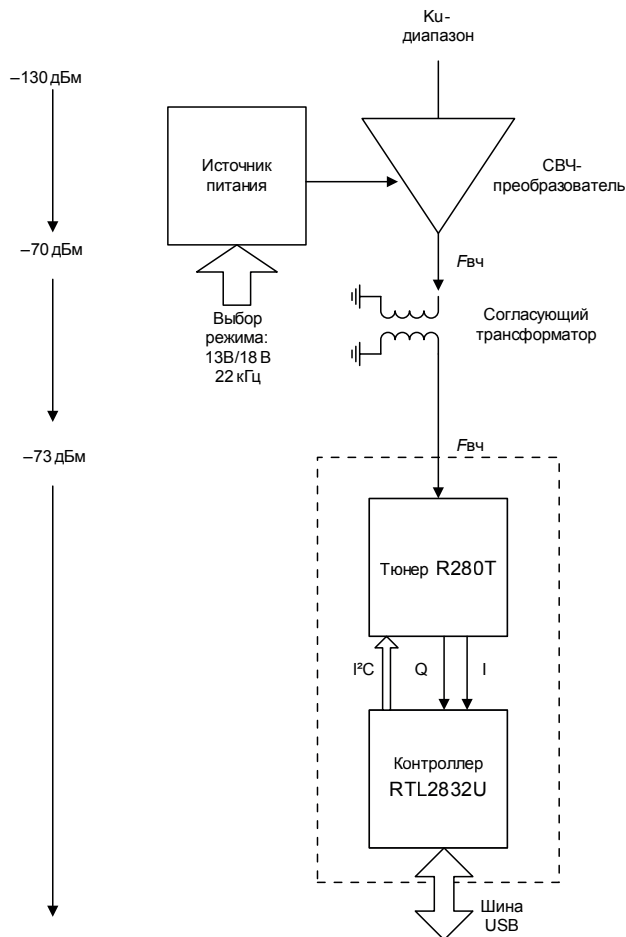 Ku-
диапазон
–130 дБм
Источник
питания
СВЧ-
преобразователь
–70 дБм
Fвч
Выбор
режима:
13В/18 В
22 кГц
Согласующий
трансформатор
–73 дБм
Fвч
Тюнер R280T
I²C
Q
I
Контроллер
RTL2832U
Шина
USB